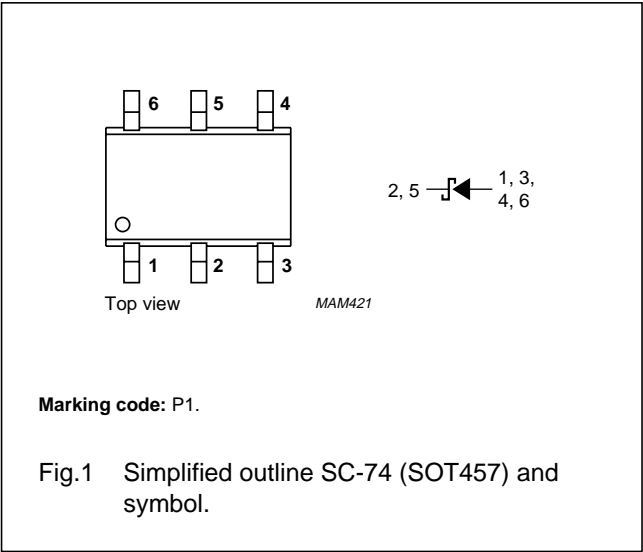 6 5 4
2, 5 1, 3,
4, 6
1 2 3
Top view MAM421
Marking code: P1.
Fig.1 Simplified outline SC-74 (SOT457) and
symbol.